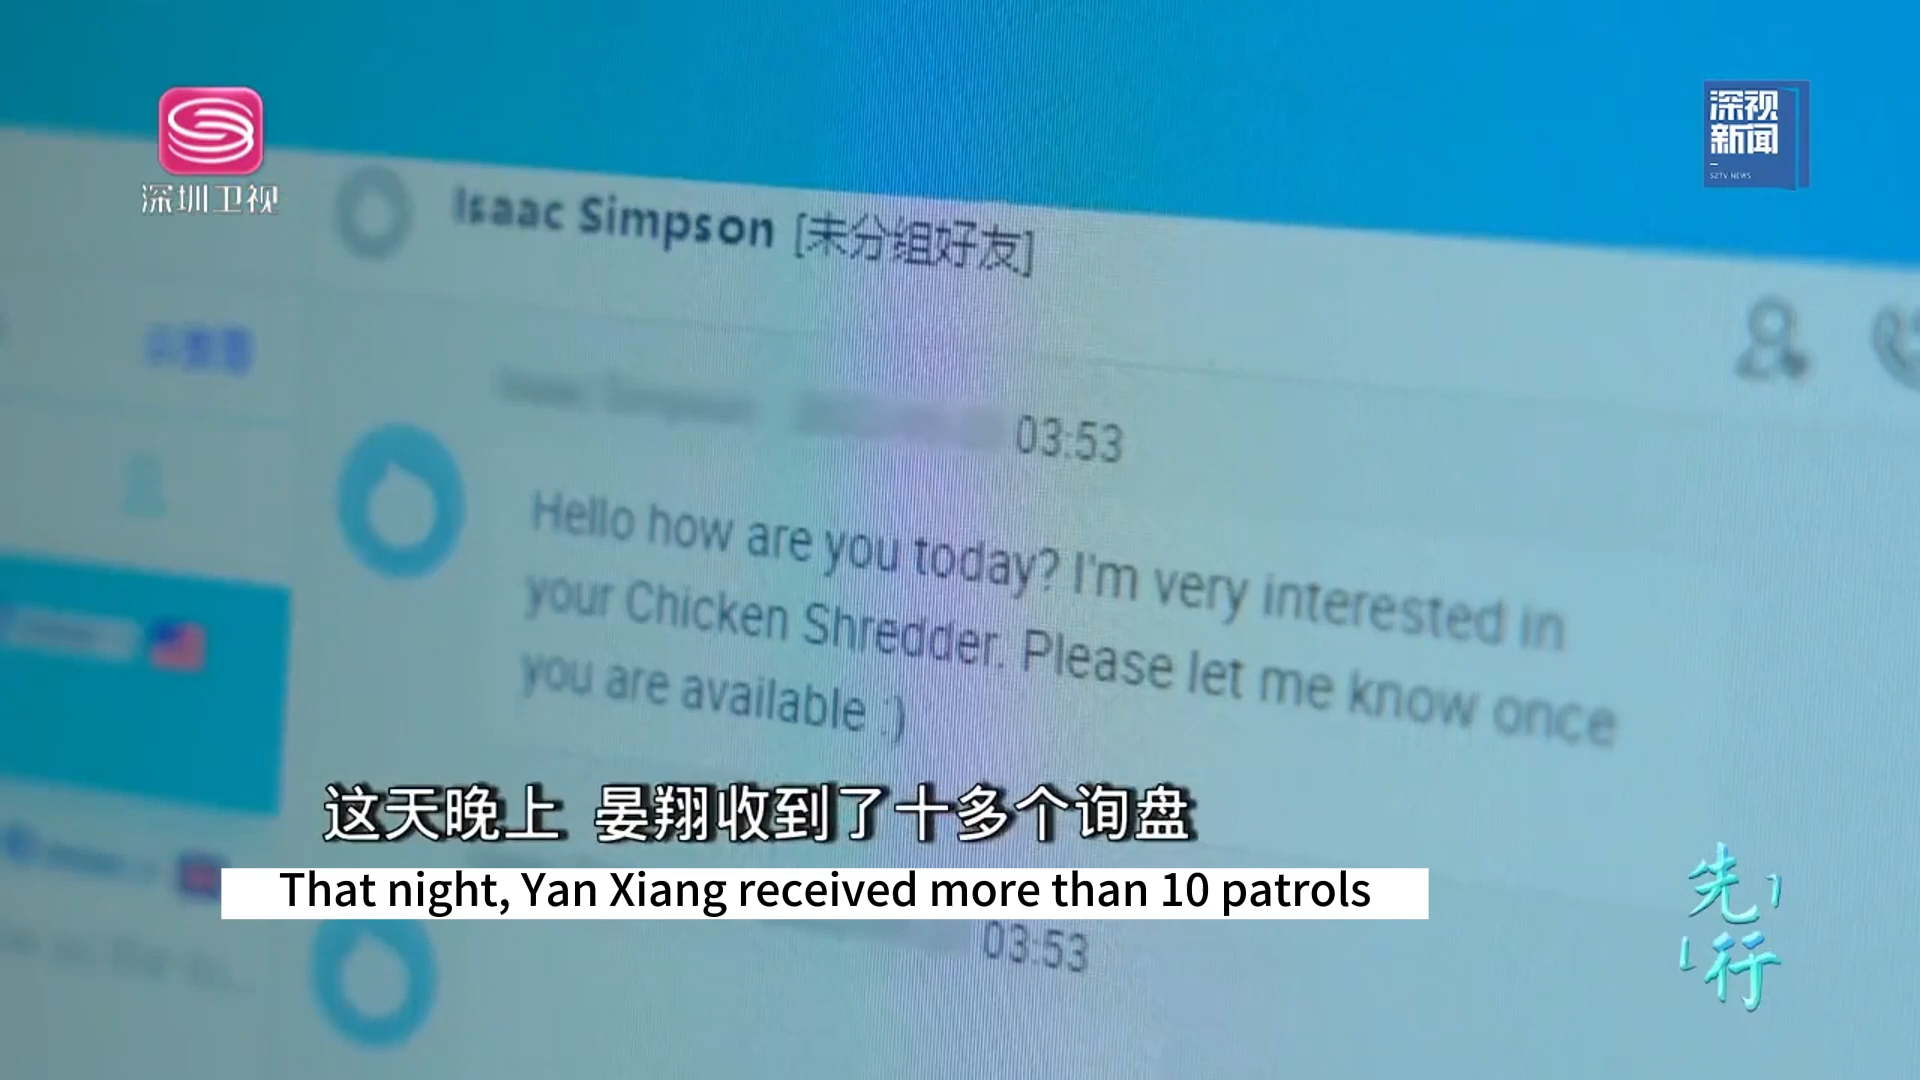 深圳卫视
深视
新闻
SZTV NEWS
Isaac Simpson [未分组好友]
03:53
Hello how are you today? I'm very interested in
your Chicken Shredder. Please let me know once
you are available :)
这天晚上 晏翔收到了十多个询盘
That night, Yan Xiang received more than 10 patrols
03:53
先行